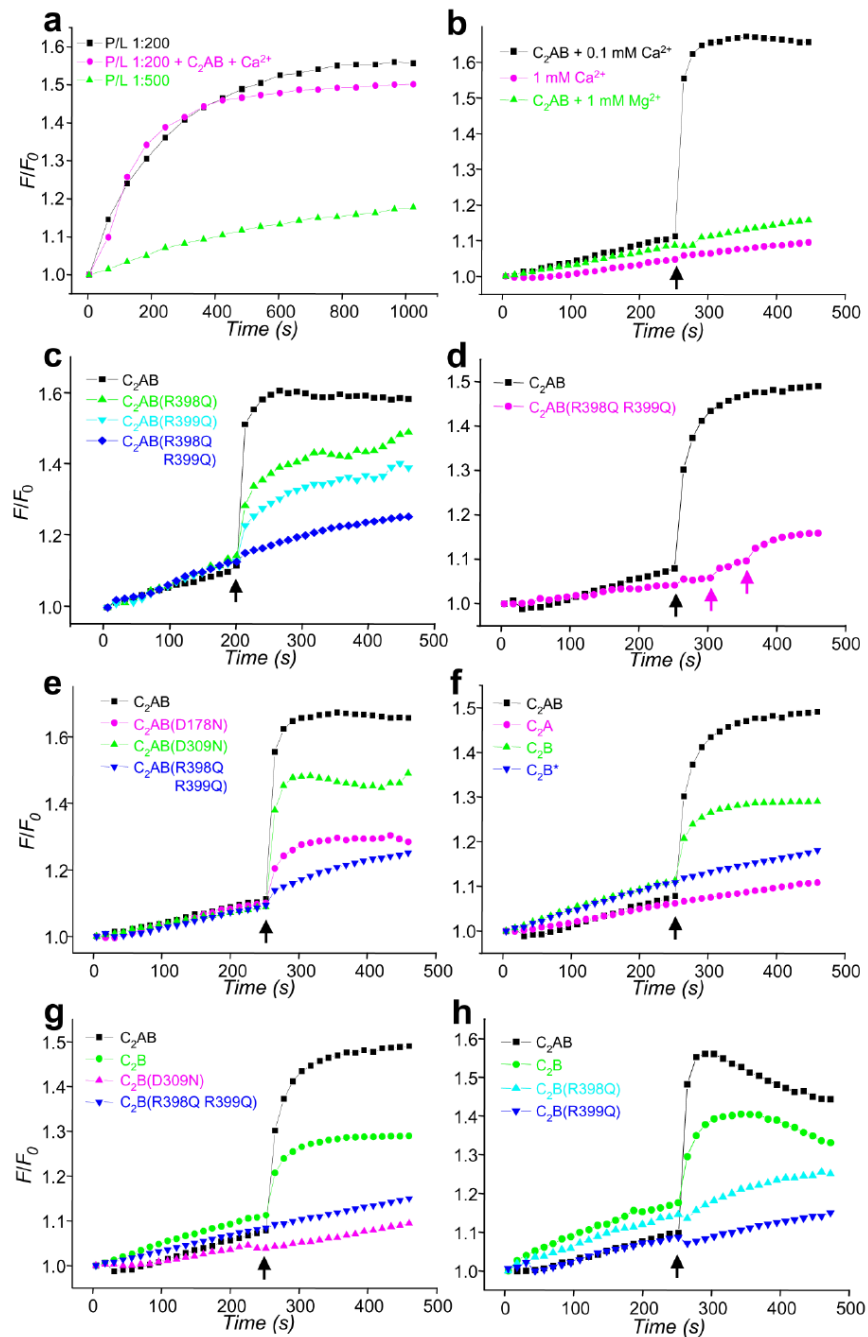 a
P/L 1:200
P/L 1:200 + C₂AB + Ca²⁺
P/L 1:500
F/F₀
1.6
1.5
1.4
1.3
1.2
1.1
1.0
0 200 400 600 800 1000
Time (s)
b
C₂AB + 0.1 mM Ca²⁺
1 mM Ca²⁺
C₂AB + 1 mM Mg²⁺
1.7
1.6
1.5
1.4
1.3
1.2
1.1
1.0
0 100 200 300 400 500
Time (s)
c
C₂AB
C₂AB(R398Q)
C₂AB(R399Q)
C₂AB(R398Q
R399Q)
F/F₀
1.6
1.4
1.2
1.0
0 100 200 300 400 500
Time (s)
d
C₂AB
C₂AB(R398Q R399Q)
1.5
1.4
1.3
1.2
1.1
1.0
0 100 200 300 400 500
Time (s)
e
C₂AB
C₂AB(D178N)
C₂AB(D309N)
C₂AB(R398Q
R399Q)
F/F₀
1.6
1.4
1.2
1.0
0 100 200 300 400 500
Time (s)
f
C₂AB
C₂A
C₂B
C₂B*
1.5
1.4
1.3
1.2
1.1
1.0
0 100 200 300 400 500
Time (s)
g
C₂AB
C₂B
C₂B(D309N)
C₂B(R398Q R399Q)
F/F₀
1.5
1.4
1.3
1.2
1.1
1.0
0 100 200 300 400 500
Time (s)
h
C₂AB
C₂B
C₂B(R398Q)
C₂B(R399Q)
1.6
1.5
1.4
1.3
1.2
1.1
1.0
0 100 200 300 400 500
Time (s)